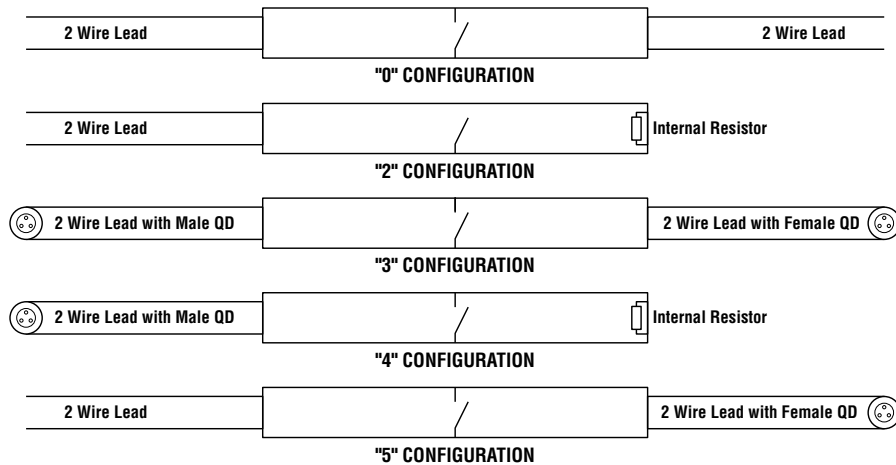 2 Wire Lead 2 Wire Lead
"0" CONFIGURATION
2 Wire Lead Internal Resistor
"2" CONFIGURATION
2 Wire Lead with Male QD 2 Wire Lead with Female QD
"3" CONFIGURATION
2 Wire Lead with Male QD Internal Resistor
"4" CONFIGURATION
2 Wire Lead 2 Wire Lead with Female QD
"5" CONFIGURATION